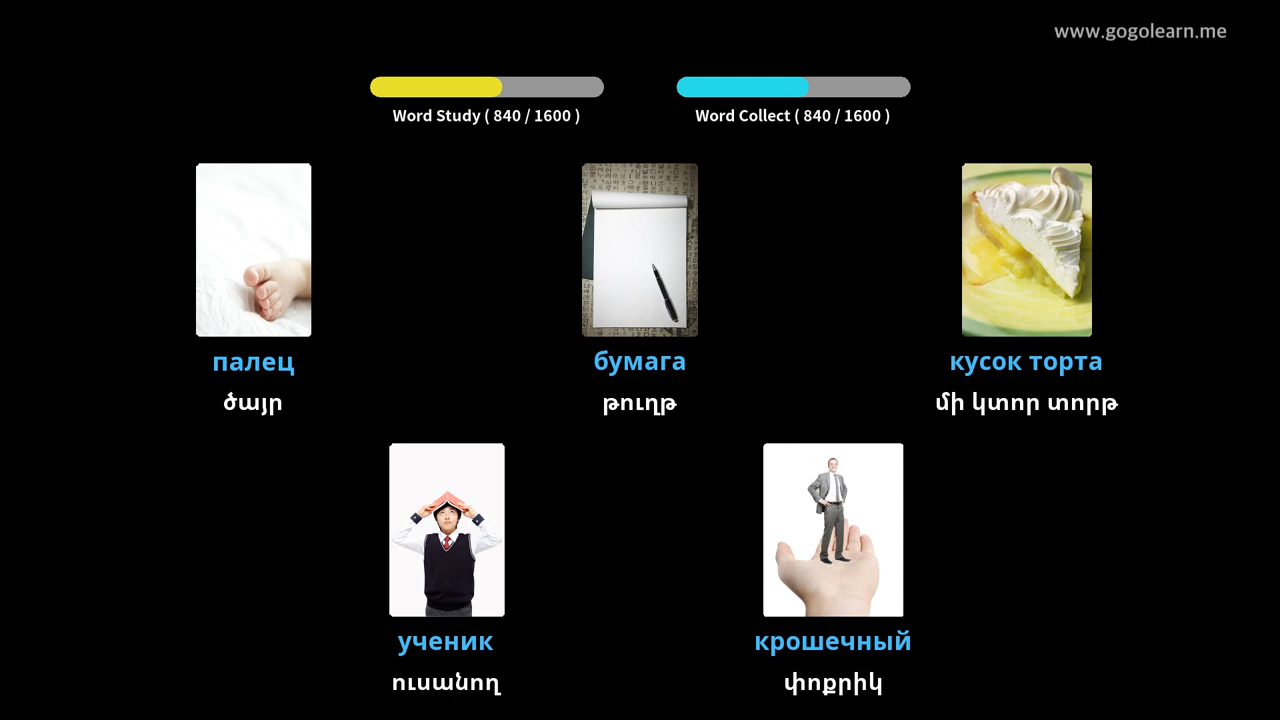 www.gogolearn.me
Word Study ( 840 / 1600 )
Word Collect ( 840 / 1600 )
палец
ծայր
бумага
թուղթ
кусок торта
մի կտոր տորթ
ученик
ուսանող
крошечный
փոքրիկ